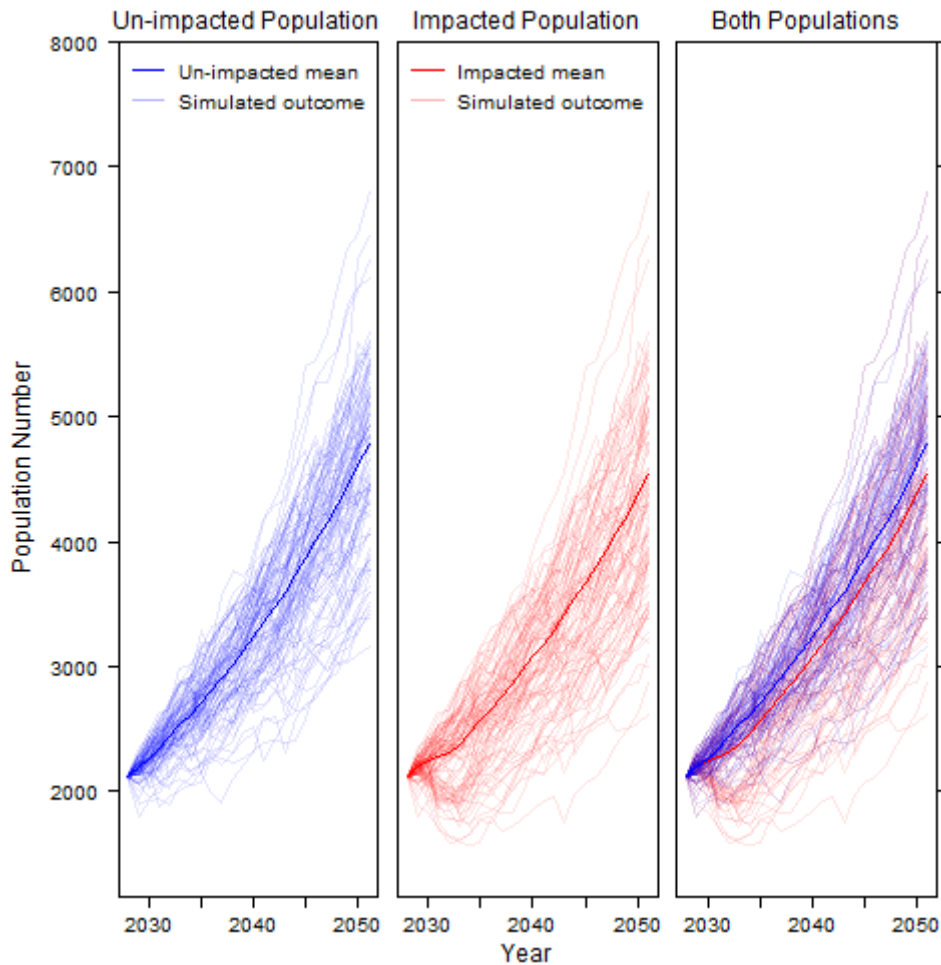 Un-impacted Population
Impacted Population
Both Populations
Un-impacted mean
Simulated outcome
Impacted mean
Simulated outcome
8000
7000
6000
5000
4000
3000
2000
Population Number
2030 2040 2050
2030 2040 2050
2030 2040 2050
Year